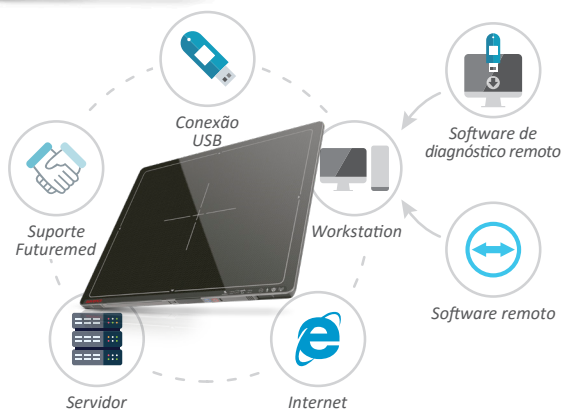 Conexão
USB
Software de
diagnóstico remoto
Suporte
Futuremed
Workstation
Software remoto
Servidor
Internet